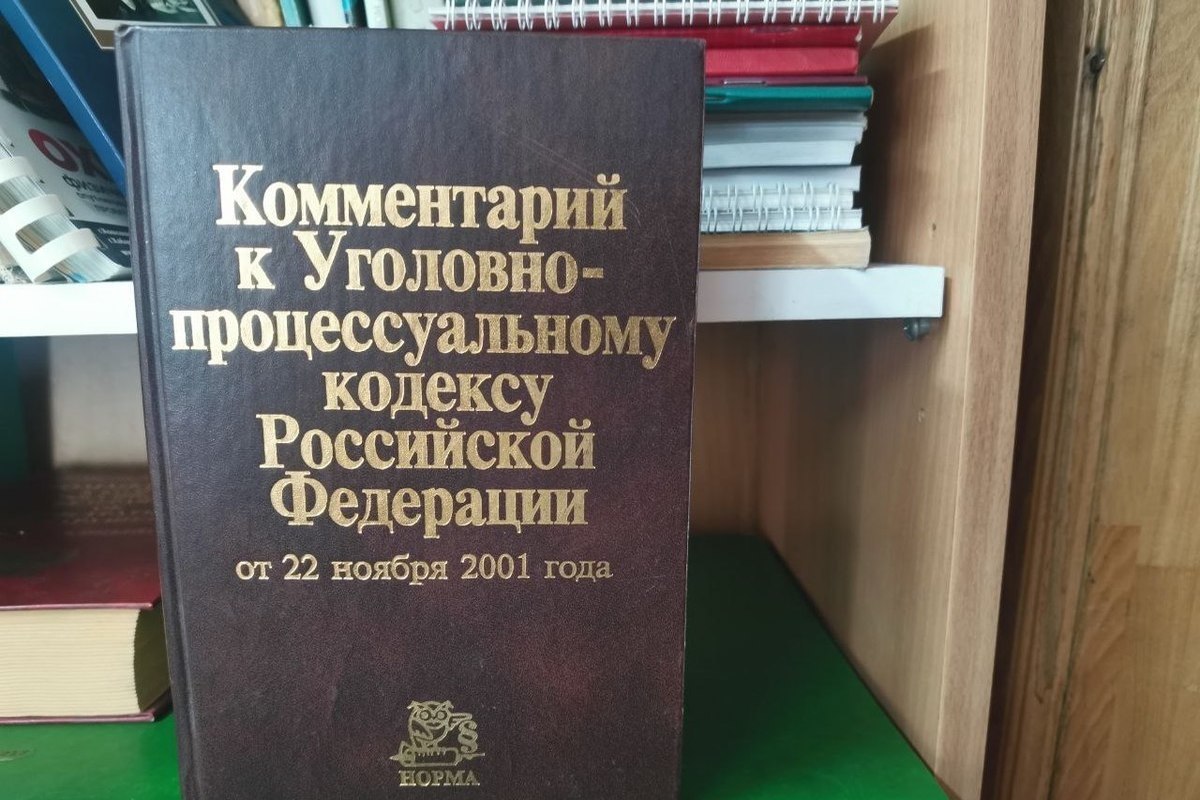 Комментарий
к Уголовно-
процессуальному
кодексу
Российской
Федерации
от 22 ноября 2001 года
§
НОРМА